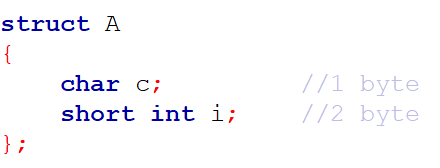 struct A
{
    char c;         //1 byte
    short int i;    //2 byte
};